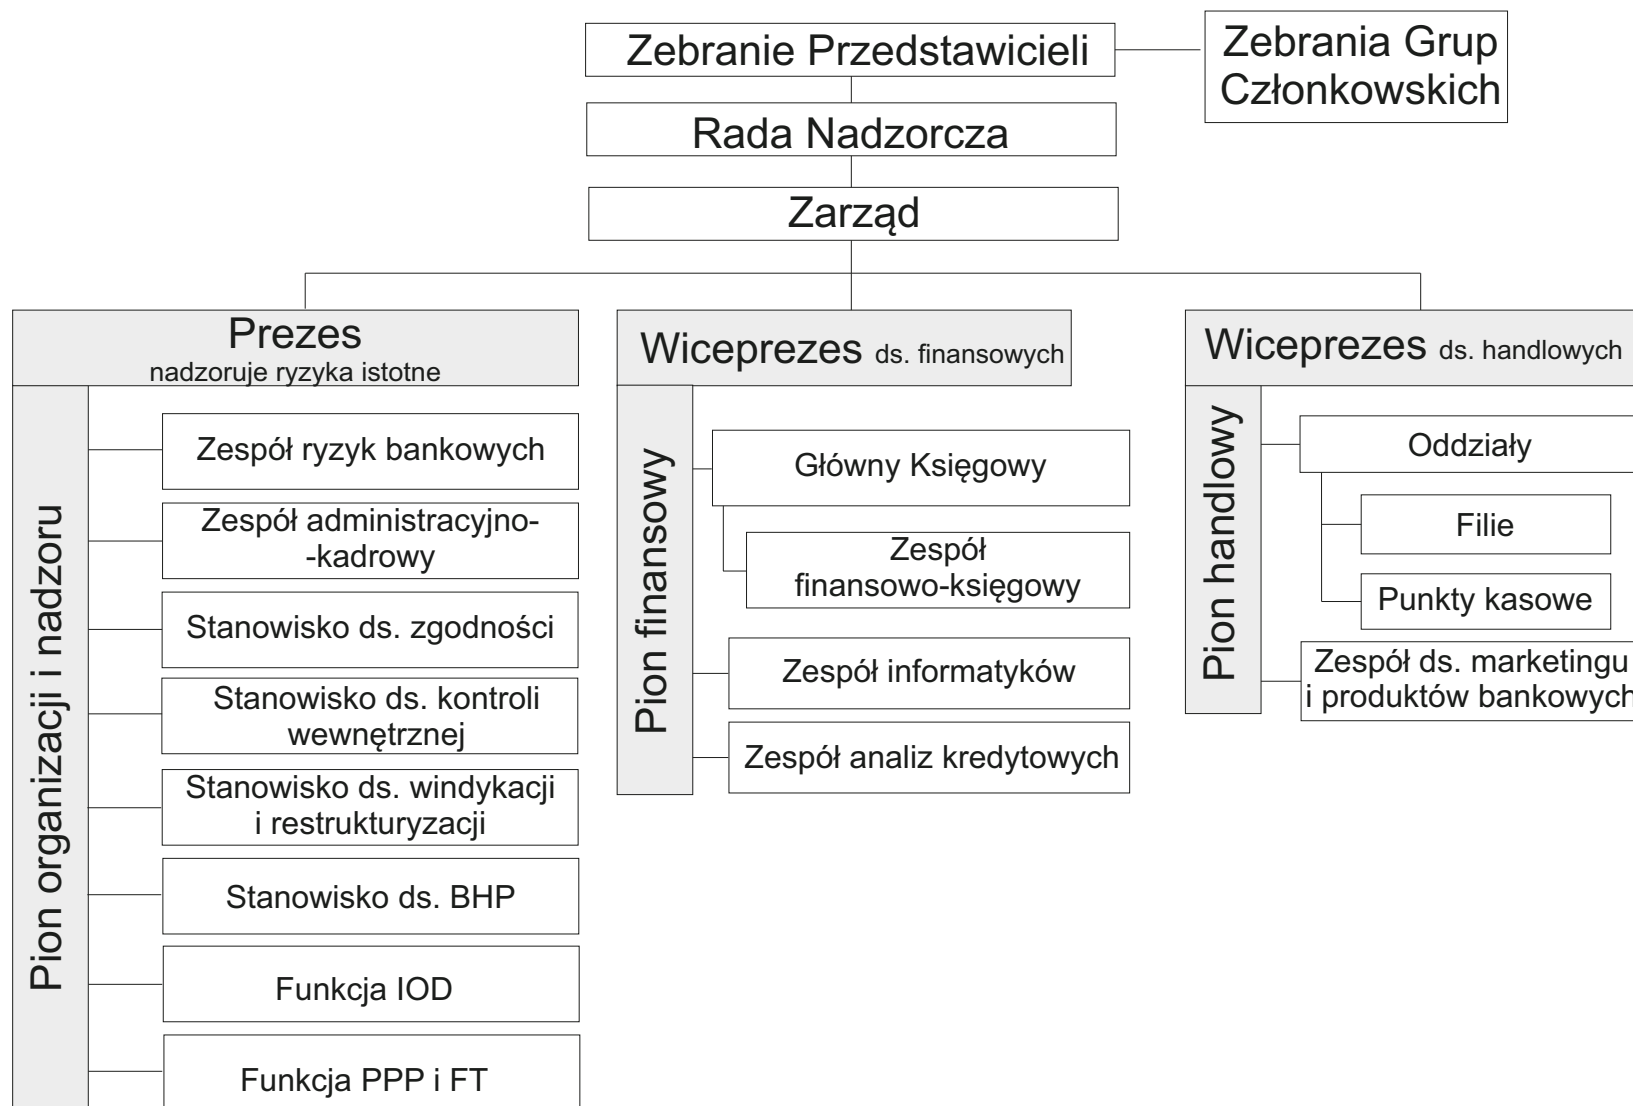 Zebranie Przedstawicieli
Zebrania Grup
Członkowskich
Rada Nadzorcza
Zarząd
Prezes
nadzoruje ryzyka istotne
Pion organizacji i nadzoru
Zespół ryzyk bankowych
Zespół administracyjno-
-kadrowy
Stanowisko ds. zgodności
Stanowisko ds. kontroli
wewnętrznej
Stanowisko ds. windykacji
i restrukturyzacji
Stanowisko ds. BHP
Funkcja IOD
Funkcja PPP i FT
Wiceprezes ds. finansowych
Pion finansowy
Główny Księgowy
Zespół
finansowo-księgowy
Zespół informatyków
Zespół analiz kredytowych
Wiceprezes ds. handlowych
Pion handlowy
Oddziały
Filie
Punkty kasowe
Zespół ds. marketingu
i produktów bankowych